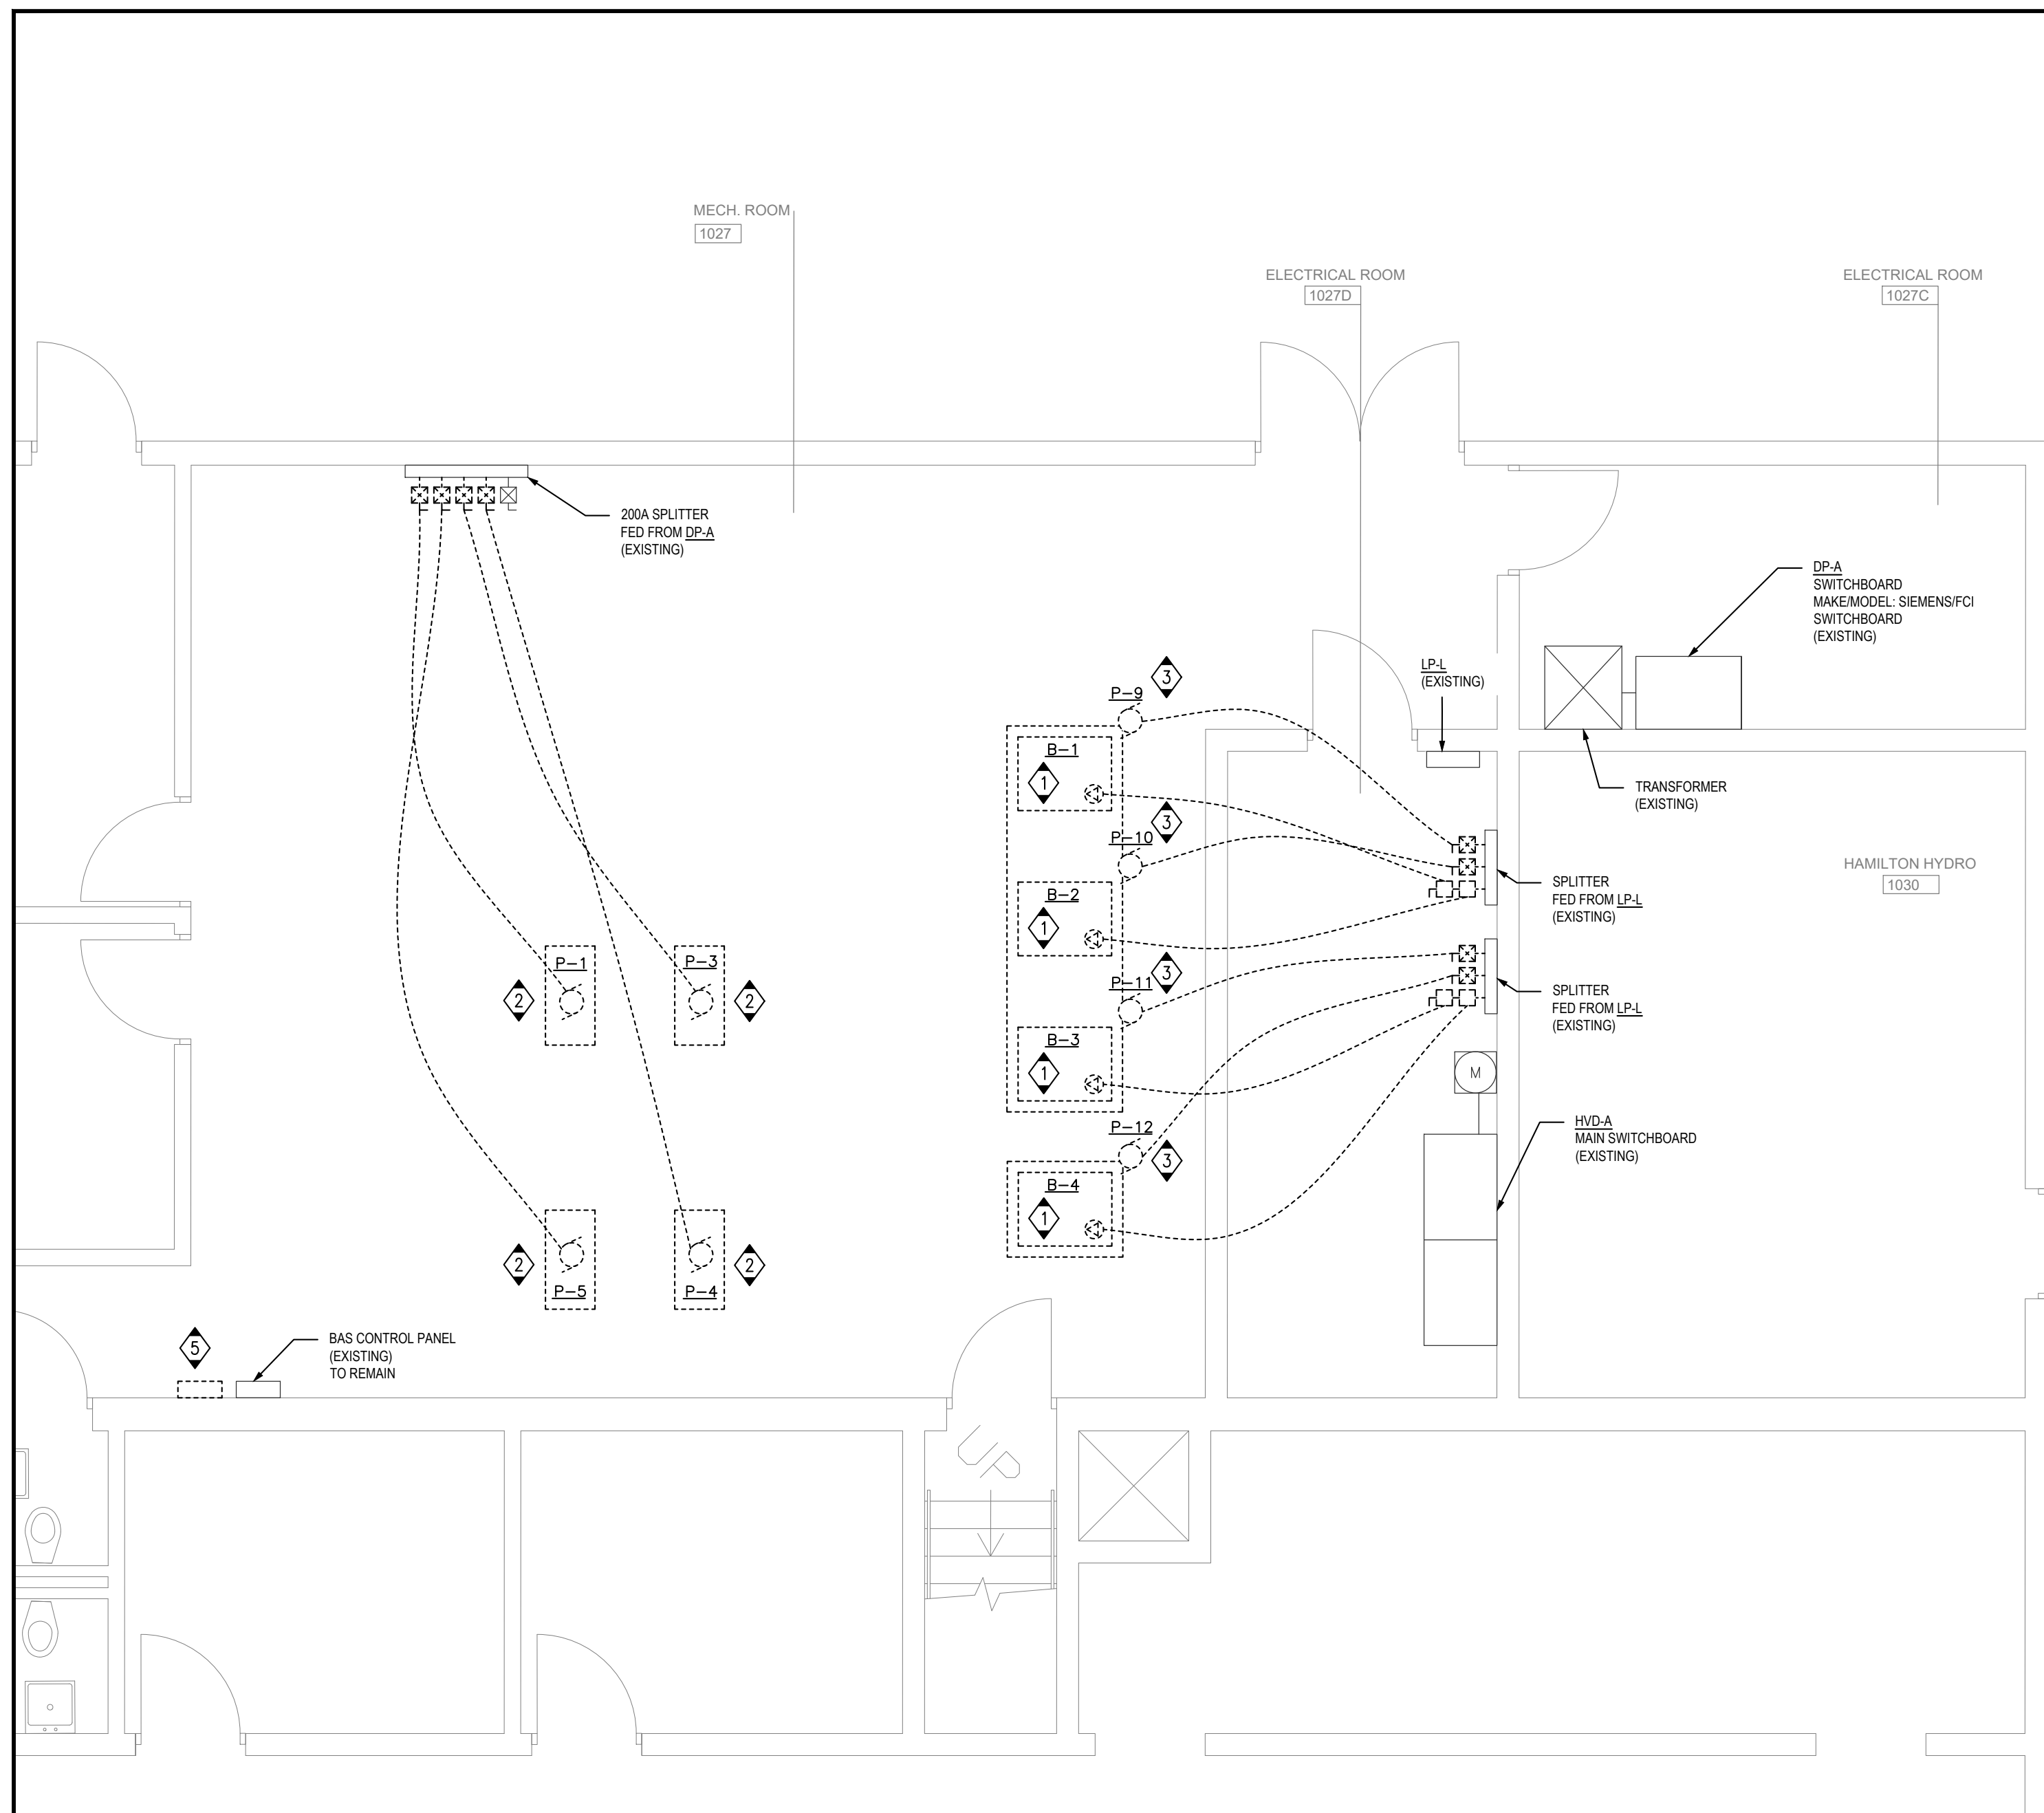 MECH. ROOM
1027
ELECTRICAL ROOM
1027D
ELECTRICAL ROOM
1027C
200A SPLITTER
FED FROM DP-A
(EXISTING)
DP-A
SWITCHBOARD
MAKE/MODEL: SIEMENS/FCI
SWITCHBOARD
(EXISTING)
LP-L
(EXISTING)
TRANSFORMER
(EXISTING)
HAMILTON HYDRO
1030
3
P-9
B-1
1
3
P-10
B-2
1
SPLITTER
FED FROM LP-L
(EXISTING)
3
P-11
B-3
1
SPLITTER
FED FROM LP-L
(EXISTING)
P-1
2
P-3
2
M
HVD-A
MAIN SWITCHBOARD
(EXISTING)
P-12
3
B-4
1
2
P-5
2
P-4
5
BAS CONTROL PANEL
(EXISTING)
TO REMAIN
UP